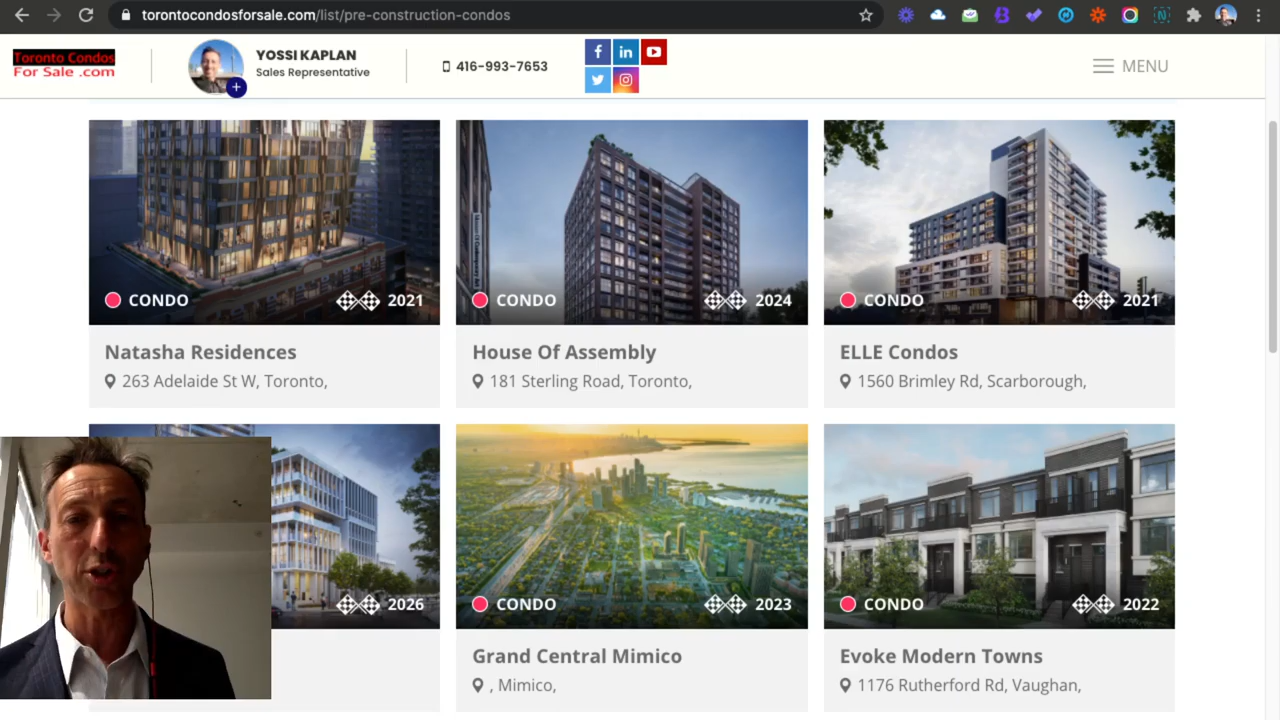 torontocondosforsale.com/list/pre-construction-condos
Toronto Condos
For Sale .com
YOSSI KAPLAN
Sales Representative
416-993-7653
MENU
CONDO 2021
CONDO 2024
CONDO 2021
Natasha Residences
263 Adelaide St W, Toronto,
House Of Assembly
181 Sterling Road, Toronto,
ELLE Condos
1560 Brimley Rd, Scarborough,
2026
CONDO 2023
CONDO 2022
Grand Central Mimico
, Mimico,
Evoke Modern Towns
1176 Rutherford Rd, Vaughan,